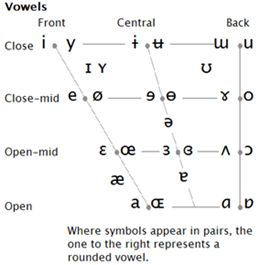 Vowels
Front Central Back
Close i y ɨ ʉ ɯ u
ɪ ʏ ʊ
Close-mid e ø ɘ ɵ ɤ o
ə
Open-mid ɛ œ ɜ ɞ ʌ ɔ
æ ɐ
Open a ɶ ɑ ɒ
Where symbols appear in pairs, the
one to the right represents a
rounded vowel.